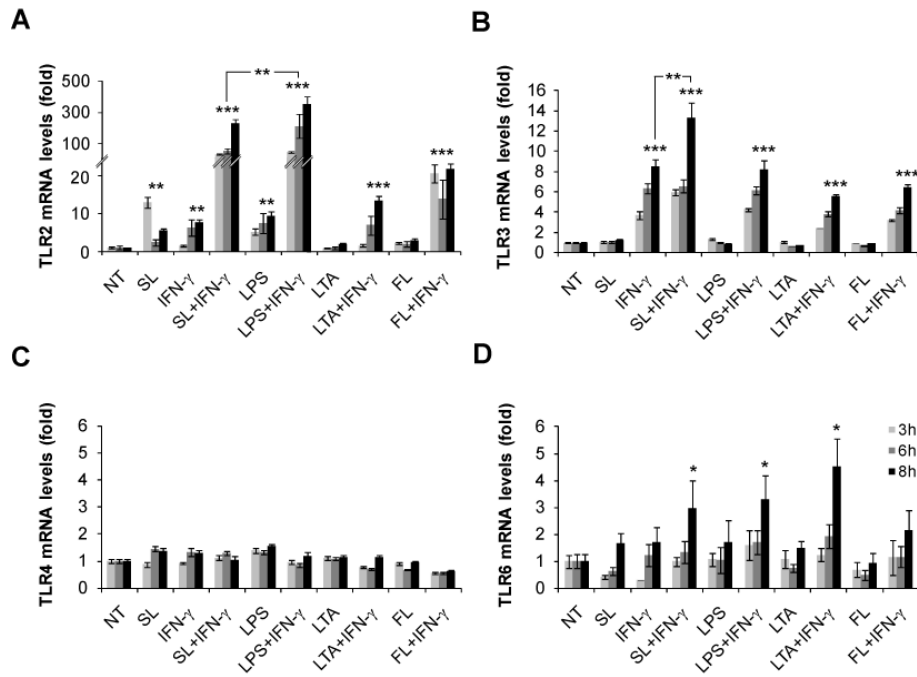 A
TLR2 mRNA levels (fold)
500
300
100
20
10
0
**
***
***
**
**
**
***
***
NT
SL
IFN-γ
SL+IFN-γ
LPS
LPS+IFN-γ
LTA
LTA+IFN-γ
FL
FL+IFN-γ
B
TLR3 mRNA levels (fold)
16
14
12
10
8
6
4
2
0
**
***
***
***
***
***
NT
SL
IFN-γ
SL+IFN-γ
LPS
LPS+IFN-γ
LTA
LTA+IFN-γ
FL
FL+IFN-γ
C
TLR4 mRNA levels (fold)
6
5
4
3
2
1
0
NT
SL
IFN-γ
SL+IFN-γ
LPS
LPS+IFN-γ
LTA
LTA+IFN-γ
FL
FL+IFN-γ
D
TLR6 mRNA levels (fold)
6
5
4
3
2
1
0
*
*
*
3h
6h
8h
NT
SL
IFN-γ
SL+IFN-γ
LPS
LPS+IFN-γ
LTA
LTA+IFN-γ
FL
FL+IFN-γ